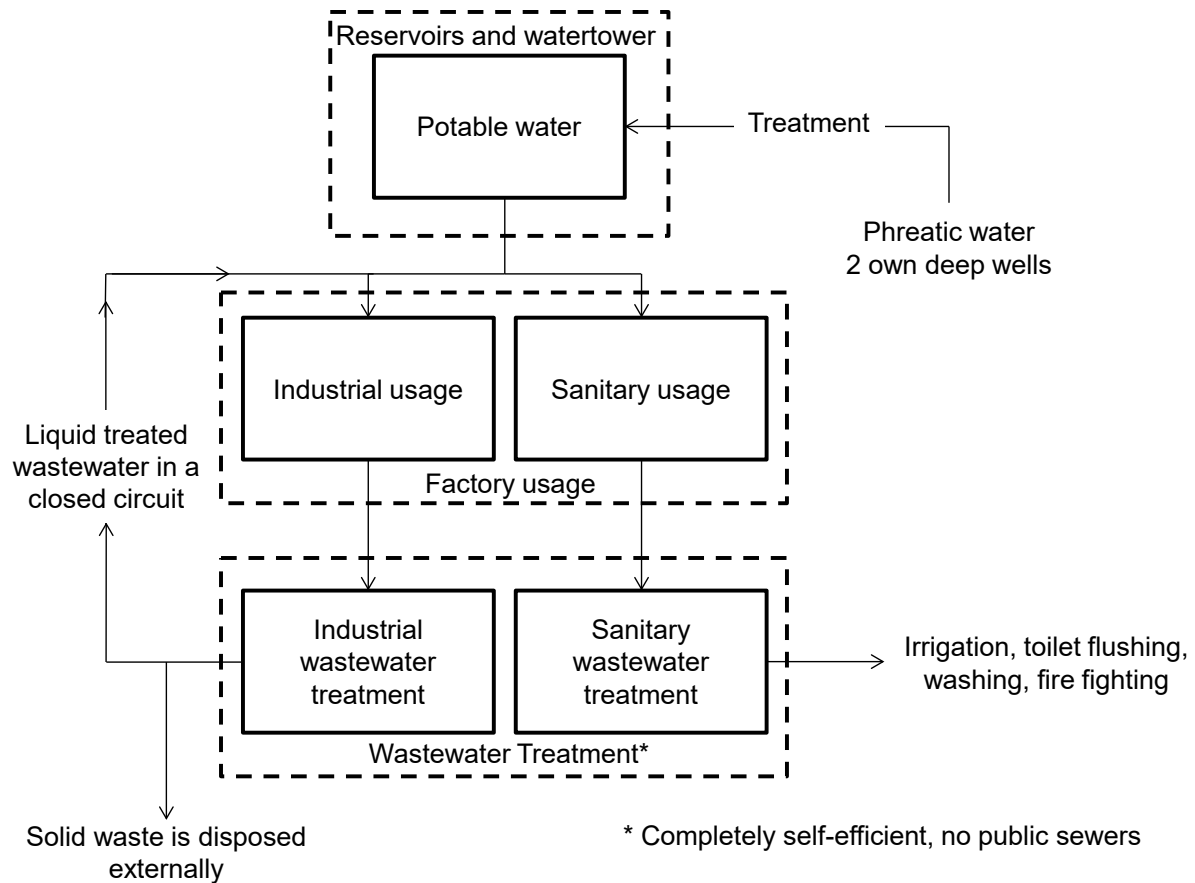 Reservoirs and watertower
Potable water
Treatment
Phreatic water
2 own deep wells
Industrial usage
Sanitary usage
Factory usage
Liquid treated
wastewater in a
closed circuit
Industrial
wastewater
treatment
Sanitary
wastewater
treatment
Wastewater Treatment*
Irrigation, toilet flushing,
washing, fire fighting
Solid waste is disposed
externally
* Completely self-efficient, no public sewers